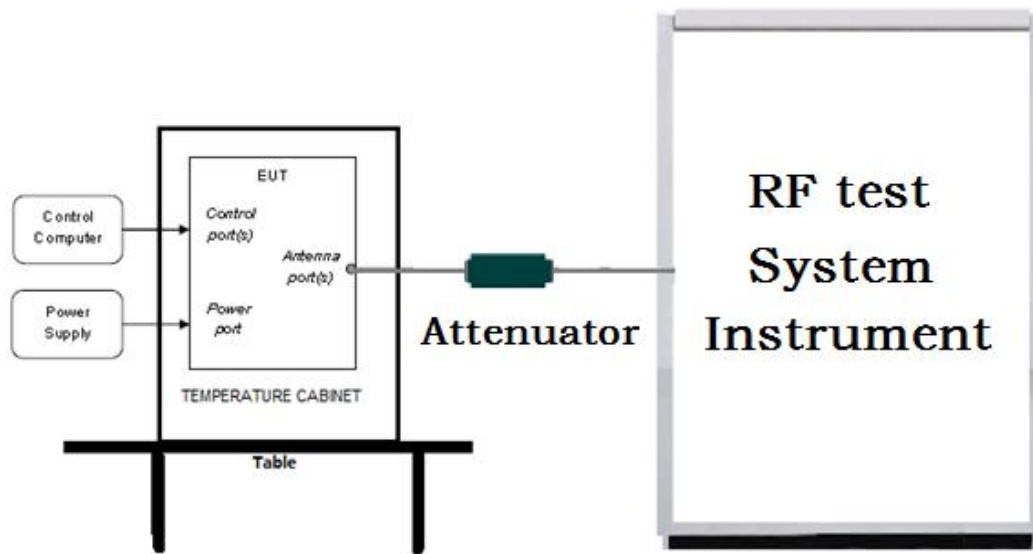 Control
Computer
Power
Supply
EUT
Control
port(s)
Antenna
port(s)
Power
port
TEMPERATURE CABINET
Table
Attenuator
RF test
System
Instrument